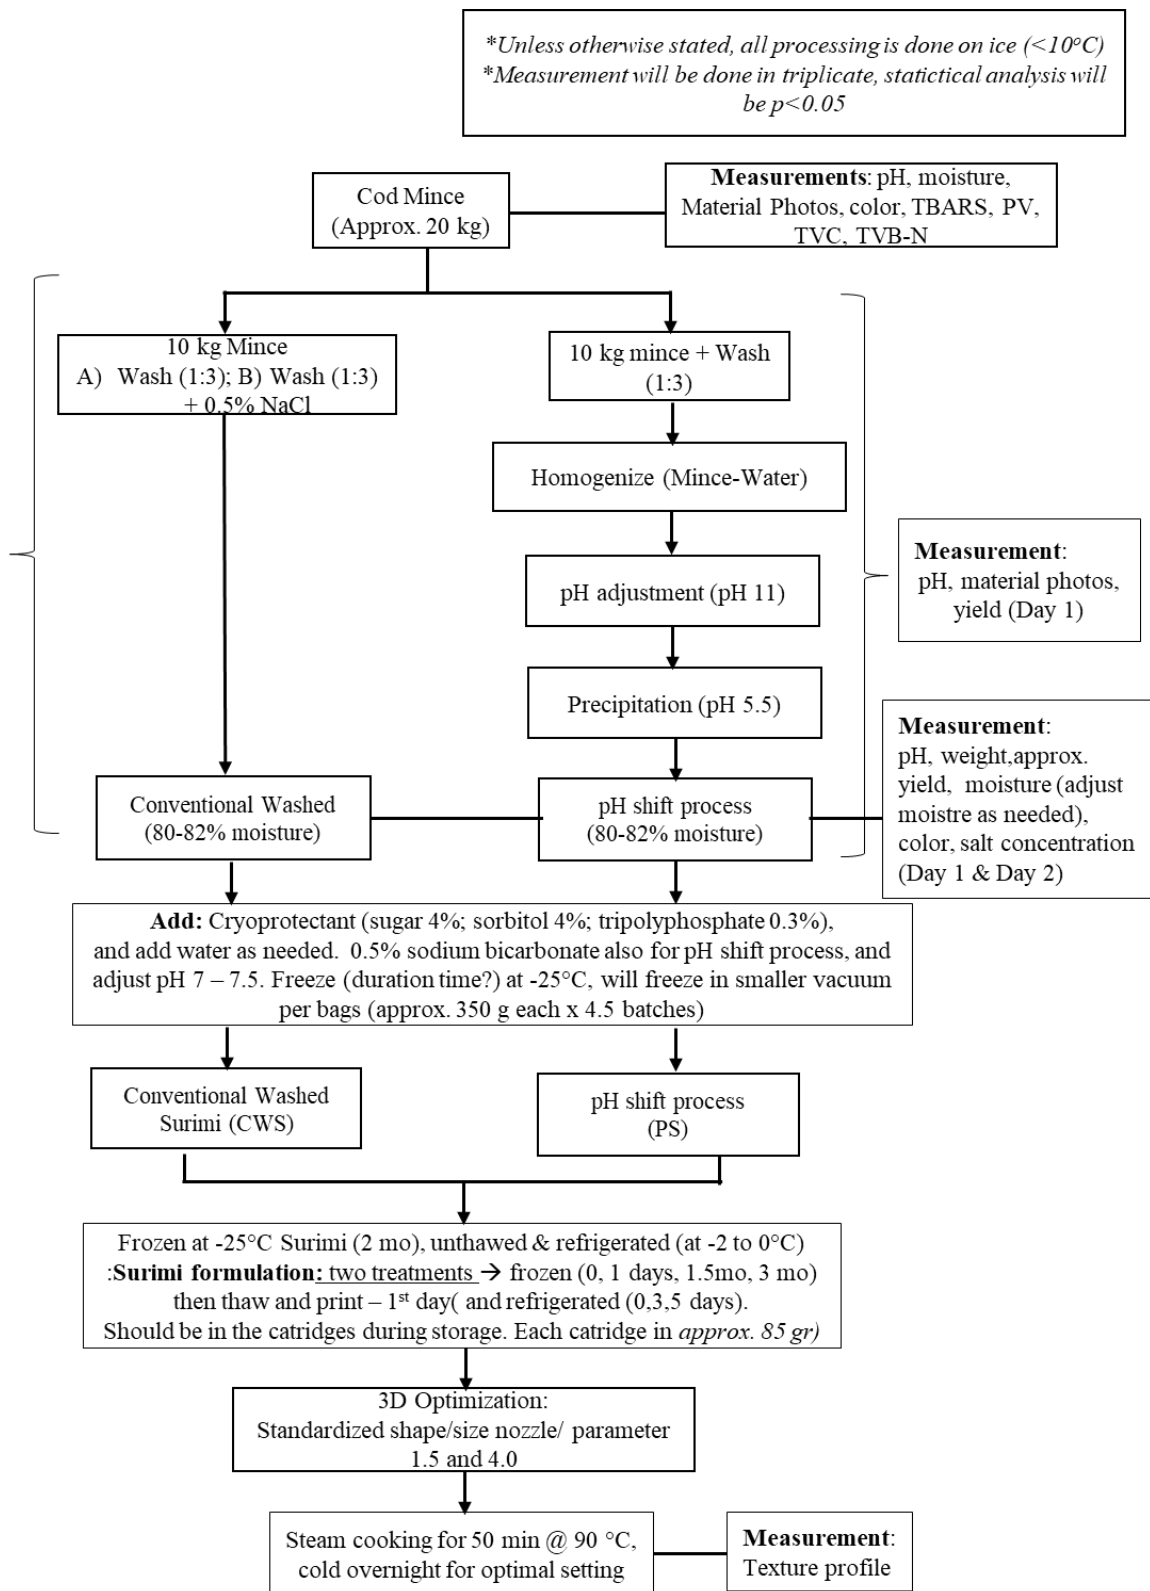 *Unless otherwise stated, all processing is done on ice (<10°C)
*Measurement will be done in triplicate, statictical analysis will
be p<0.05
Cod Mince
(Approx. 20 kg)
Measurements: pH, moisture,
Material Photos, color, TBARS, PV,
TVC, TVB-N
10 kg Mince
A) Wash (1:3); B) Wash (1:3)
+ 0.5% NaCl
10 kg mince + Wash
(1:3)
Homogenize (Mince-Water)
pH adjustment (pH 11)
Measurement:
pH, material photos,
yield (Day 1)
Precipitation (pH 5.5)
Conventional Washed
(80-82% moisture)
pH shift process
(80-82% moisture)
Measurement:
pH, weight,approx.
yield, moisture (adjust
moistre as needed),
color, salt concentration
(Day 1 & Day 2)
Add: Cryoprotectant (sugar 4%; sorbitol 4%; tripolyphosphate 0.3%),
and add water as needed. 0.5% sodium bicarbonate also for pH shift process, and
adjust pH 7 – 7.5. Freeze (duration time?) at -25°C, will freeze in smaller vacuum
per bags (approx. 350 g each x 4.5 batches)
Conventional Washed
Surimi (CWS)
pH shift process
(PS)
Frozen at -25°C Surimi (2 mo), unthawed & refrigerated (at -2 to 0°C)
:Surimi formulation: two treatments → frozen (0, 1 days, 1.5mo, 3 mo)
then thaw and print – 1st day( and refrigerated (0,3,5 days).
Should be in the catridges during storage. Each catridge in approx. 85 gr)
3D Optimization:
Standardized shape/size nozzle/ parameter
1.5 and 4.0
Steam cooking for 50 min @ 90 °C,
cold overnight for optimal setting
Measurement:
Texture profile